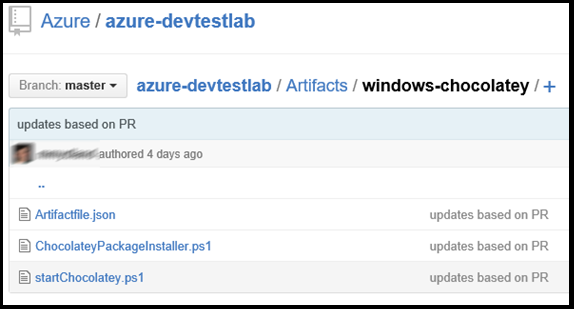 Azure / azure-devtestlab
Branch: master azure-devtestlab / Artifacts / windows-chocolatey / +
updates based on PR
authored 4 days ago
..
Artifactfile.json updates based on PR
ChocolateyPackageInstaller.ps1 updates based on PR
startChocolatey.ps1 updates based on PR